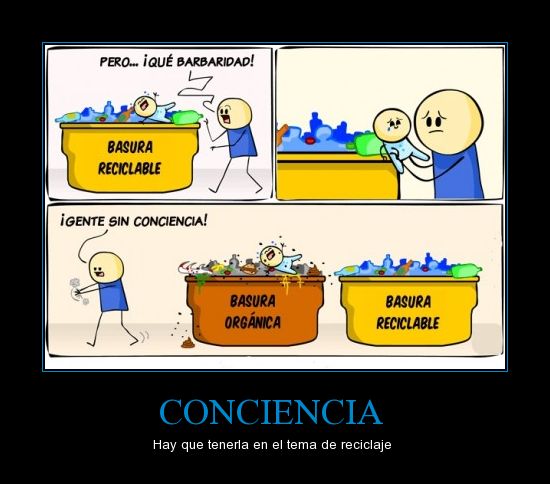 PERO... ¡QUÉ BARBARIDAD!
BASURA
RECICLABLE
¡GENTE SIN CONCIENCIA!
BASURA
ORGÁNICA
BASURA
RECICLABLE
CONCIENCIA
Hay que tenerla en el tema de reciclaje